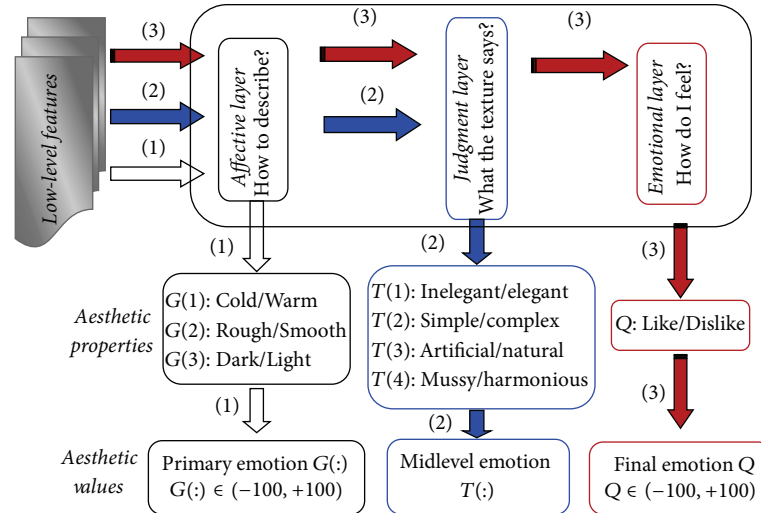 (3)
(3)
(3)
(2)
(2)
(1)
Low-level features
Affective layer
How to describe?
Judgment layer
What the texture says?
Emotional layer
How do I feel?
(1)
(2)
(3)
Aesthetic
properties
G(1): Cold/Warm
G(2): Rough/Smooth
G(3): Dark/Light
T(1): Inelegant/elegant
T(2): Simple/complex
T(3): Artificial/natural
T(4): Mussy/harmonious
Q: Like/Dislike
(1)
(2)
(3)
Aesthetic
values
Primary emotion G(:)
G(:) ∈ (−100, +100)
Midlevel emotion
T(:)
Final emotion Q
Q ∈ (−100, +100)